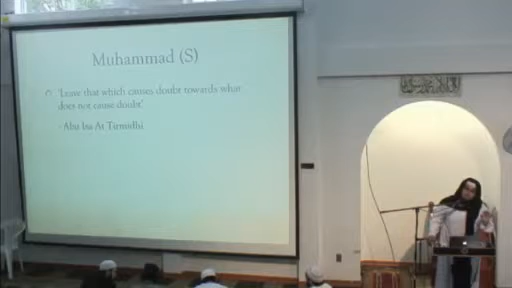 Muhammad (S)
'Leave that which causes doubt towards what
does not cause doubt'
- Abu Isa At Tirmidhi